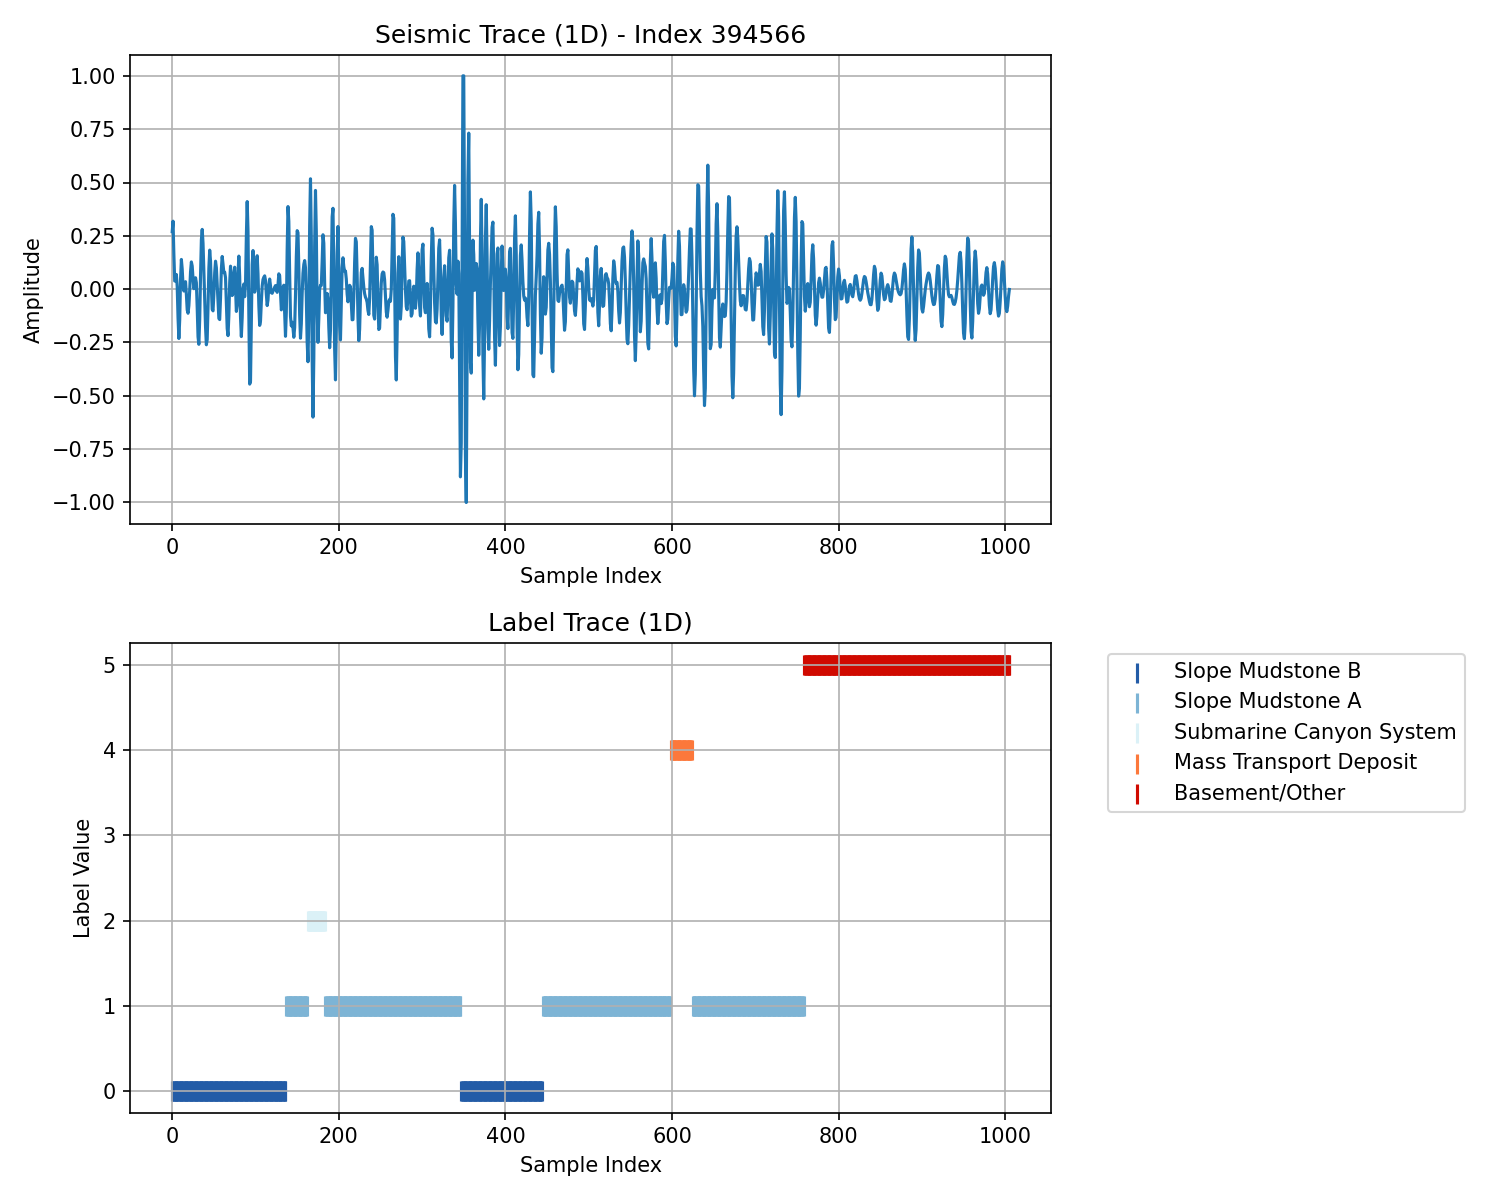 Seismic Trace (1D) - Index 394566
1.00
0.75
0.50
0.25
0.00
−0.25
−0.50
−0.75
−1.00
Amplitude
0 200 400 600 800 1000
Sample Index
Label Trace (1D)
5
4
3
2
1
0
Label Value
0 200 400 600 800 1000
Sample Index
Slope Mudstone B
Slope Mudstone A
Submarine Canyon System
Mass Transport Deposit
Basement/Other